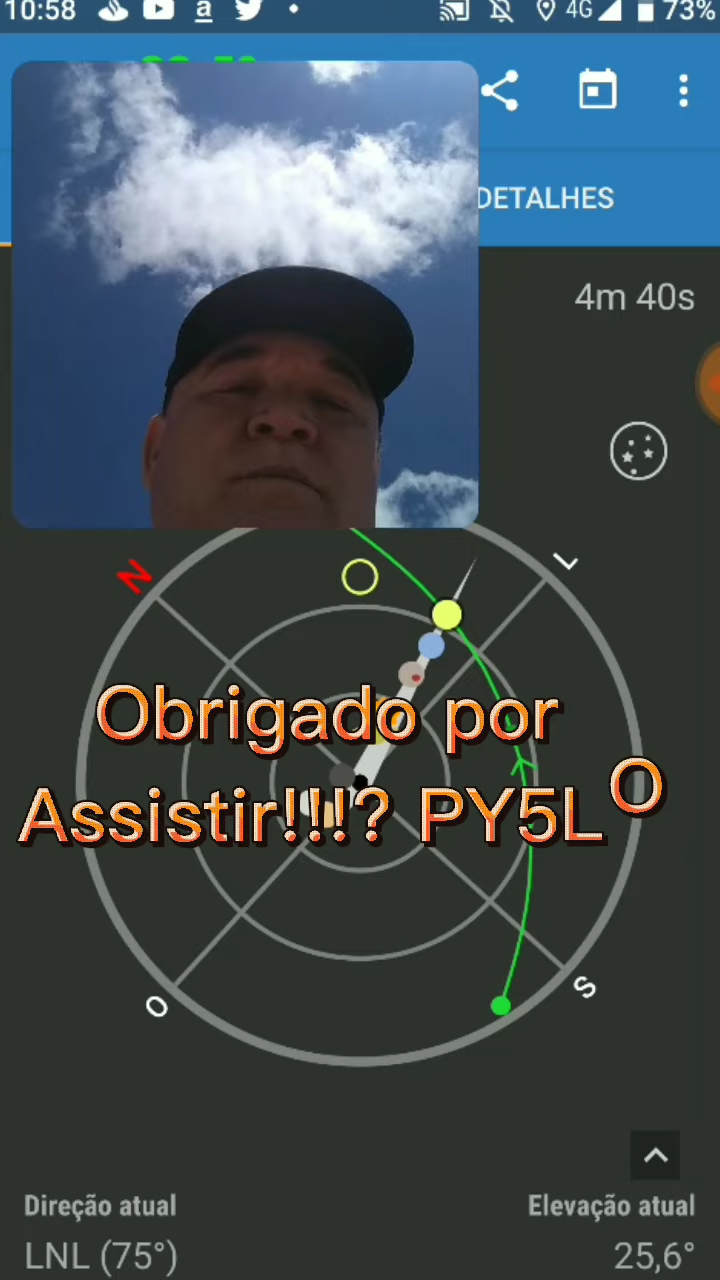 10:58
4G
73%
DETALHES
4m 40s
N
L
Obrigado por
Assistir!!!? PY5LO
O
S
Direção atual
Elevação atual
LNL (75°)
25,6°